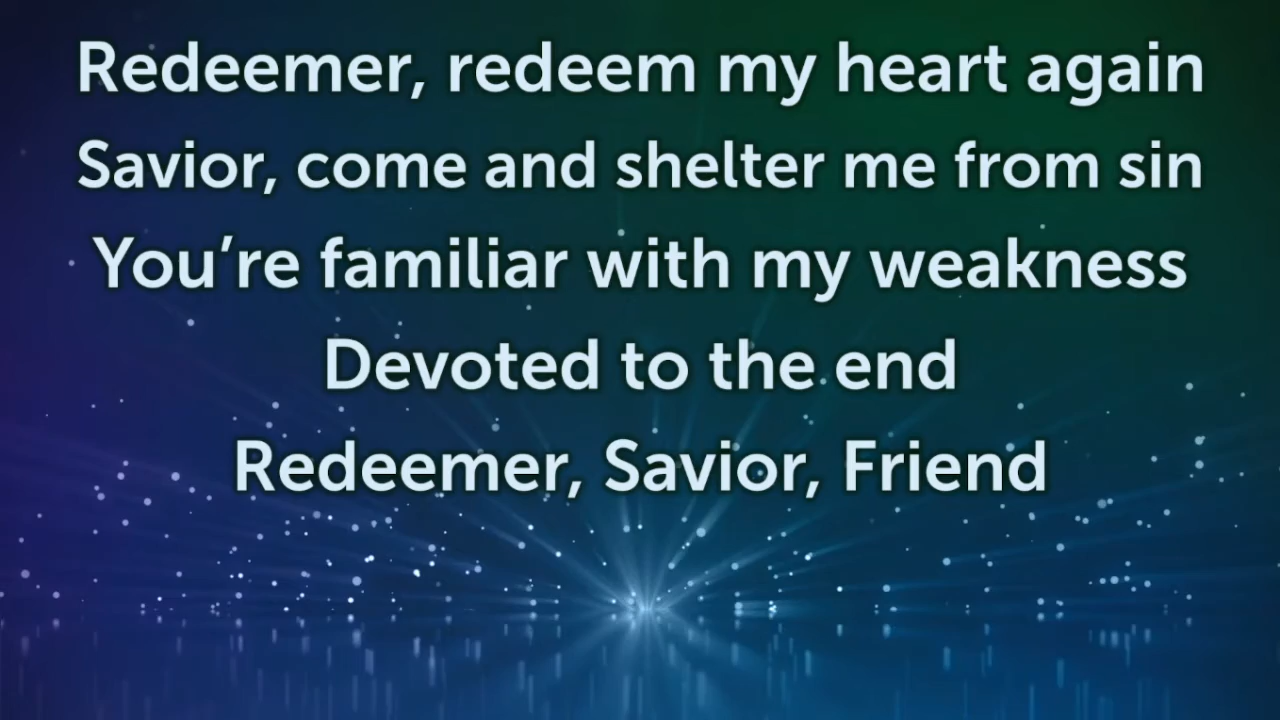 Redeemer, redeem my heart again
Savior, come and shelter me from sin
You’re familiar with my weakness
Devoted to the end
Redeemer, Savior, Friend